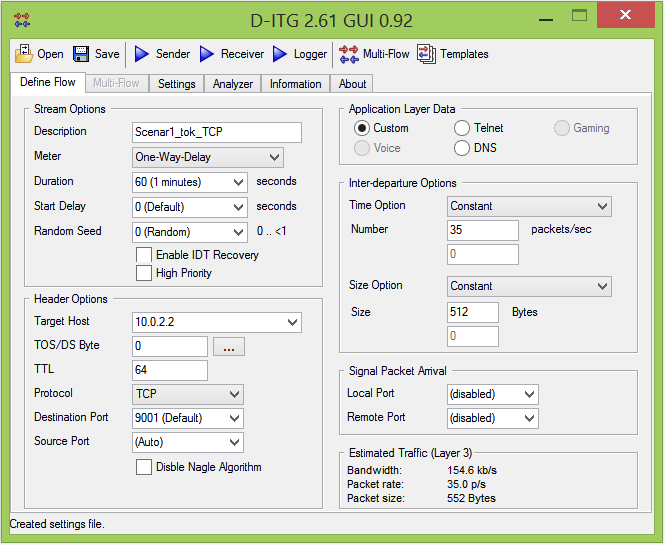 D-ITG 2.61 GUI 0.92
Open Save Sender Receiver Logger Multi-Flow Templates
Define Flow Multi-Flow Settings Analyzer Information About
Stream Options
Description Scenar1_tok_TCP
Meter One-Way-Delay
Duration 60 (1 minutes) seconds
Start Delay 0 (Default) seconds
Random Seed 0 (Random) 0 .. <1
Enable IDT Recovery
High Priority
Header Options
Target Host 10.0.2.2
TOS/DS Byte 0 ...
TTL 64
Protocol TCP
Destination Port 9001 (Default)
Source Port (Auto)
Disble Nagle Algorithm
Application Layer Data
Custom Telnet Gaming
Voice DNS
Inter-departure Options
Time Option Constant
Number 35 packets/sec
0
Size Option Constant
Size 512 Bytes
0
Signal Packet Arrival
Local Port (disabled)
Remote Port (disabled)
Estimated Traffic (Layer 3)
Bandwidth: 154.6 kb/s
Packet rate: 35.0 p/s
Packet size: 552 Bytes
Created settings file.